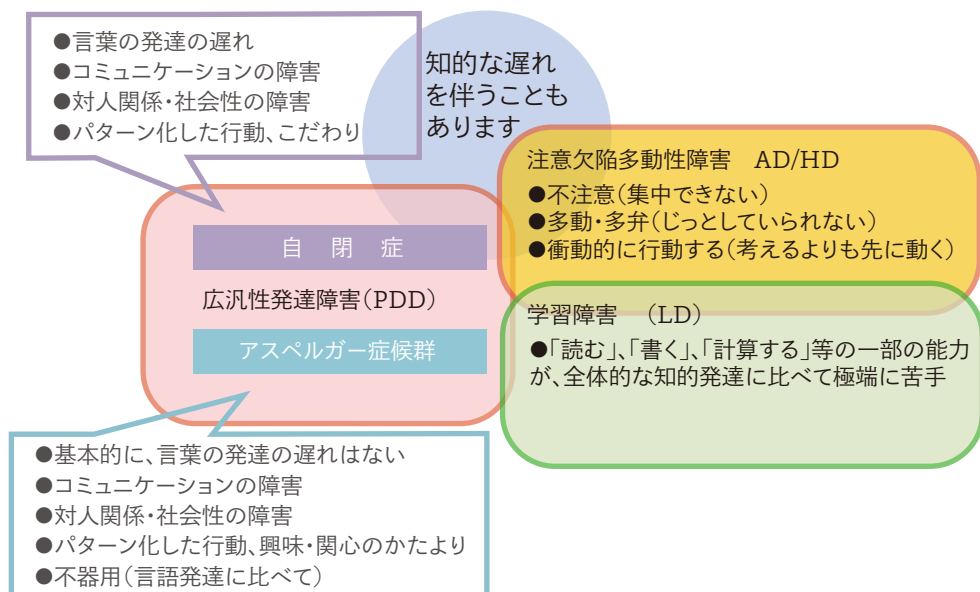 ●言葉の発達の遅れ
●コミュニケーションの障害
●対人関係・社会性の障害
●パターン化した行動、こだわり
知的な遅れ
を伴うことも
あります
注意欠陥多動性障害　AD/HD
●不注意(集中できない)
●多動・多弁(じっとしていられない)
●衝動的に行動する(考えるよりも先に動く)
自　閉　症
広汎性発達障害(PDD)
アスペルガー症候群
学習障害　(LD)
●「読む」、「書く」、「計算する」等の一部の能力
が、全体的な知的発達に比べて極端に苦手
●基本的に、言葉の発達の遅れはない
●コミュニケーションの障害
●対人関係・社会性の障害
●パターン化した行動、興味・関心のかたより
●不器用(言語発達に比べて)